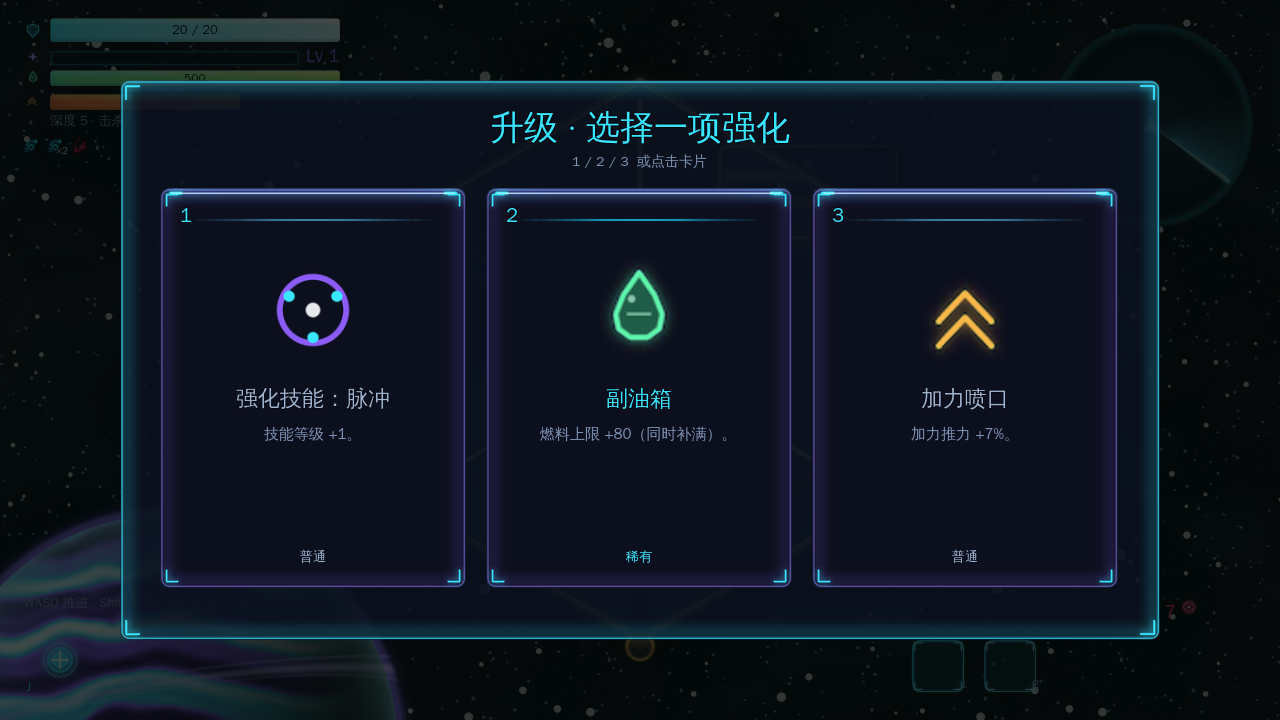 20 / 20
Lv 1
500
深度 5 · 击杀
×2
升级 · 选择一项强化
1 / 2 / 3 或点击卡片
1
强化技能：脉冲
技能等级 +1。
普通
2
副油箱
燃料上限 +80（同时补满）。
稀有
3
加力喷口
加力推力 +7%。
普通
WASD 推进 · Shift
7
J